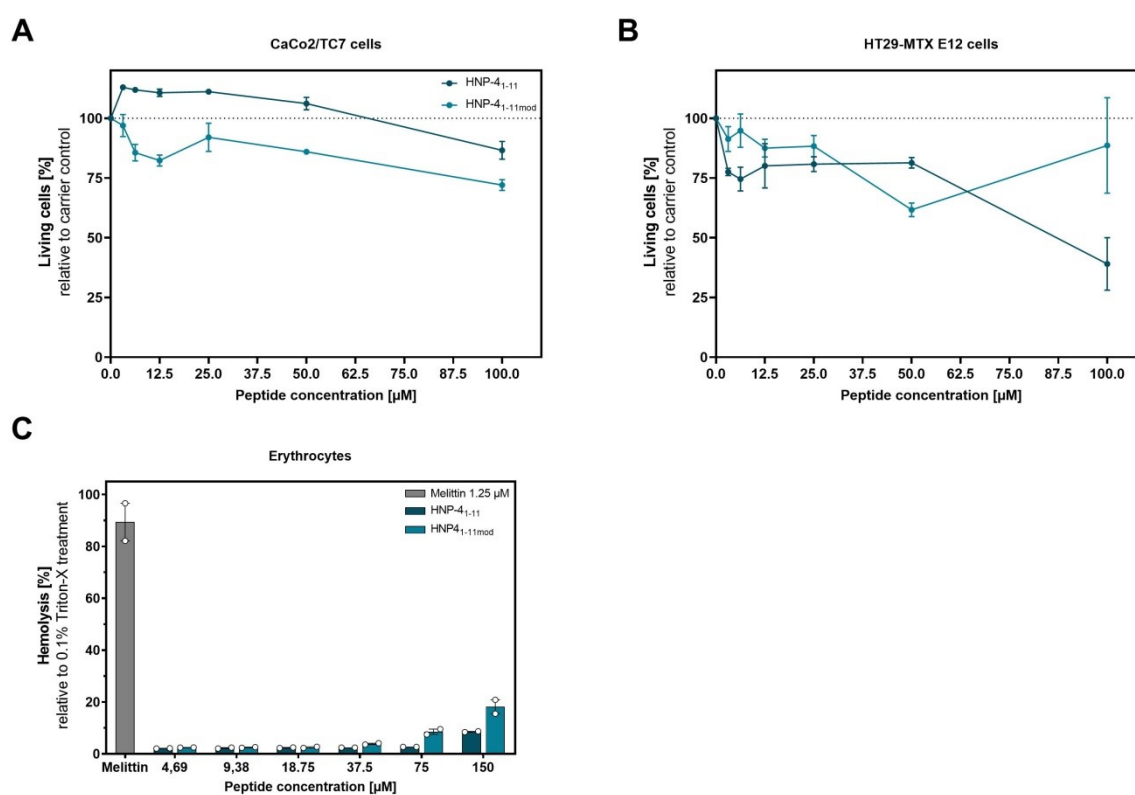 A
CaCo2/TC7 cells
HNP-4₁₋₁₁
HNP-4₁₋₁₁mod
Living cells [%]
relative to carrier control
100
75
50
25
0
0.0 12.5 25.0 37.5 50.0 62.5 75.0 87.5 100.0
Peptide concentration [µM]
B
HT29-MTX E12 cells
Living cells [%]
relative to carrier control
100
75
50
25
0
0.0 12.5 25.0 37.5 50.0 62.5 75.0 87.5 100.0
Peptide concentration [µM]
C
Erythrocytes
Melittin 1.25 µM
HNP-4₁₋₁₁
HNP4₁₋₁₁mod
Hemolysis [%]
relative to 0.1% Triton-X treatment
100
80
60
40
20
0
Melittin 4,69 9,38 18.75 37.5 75 150
Peptide concentration [µM]